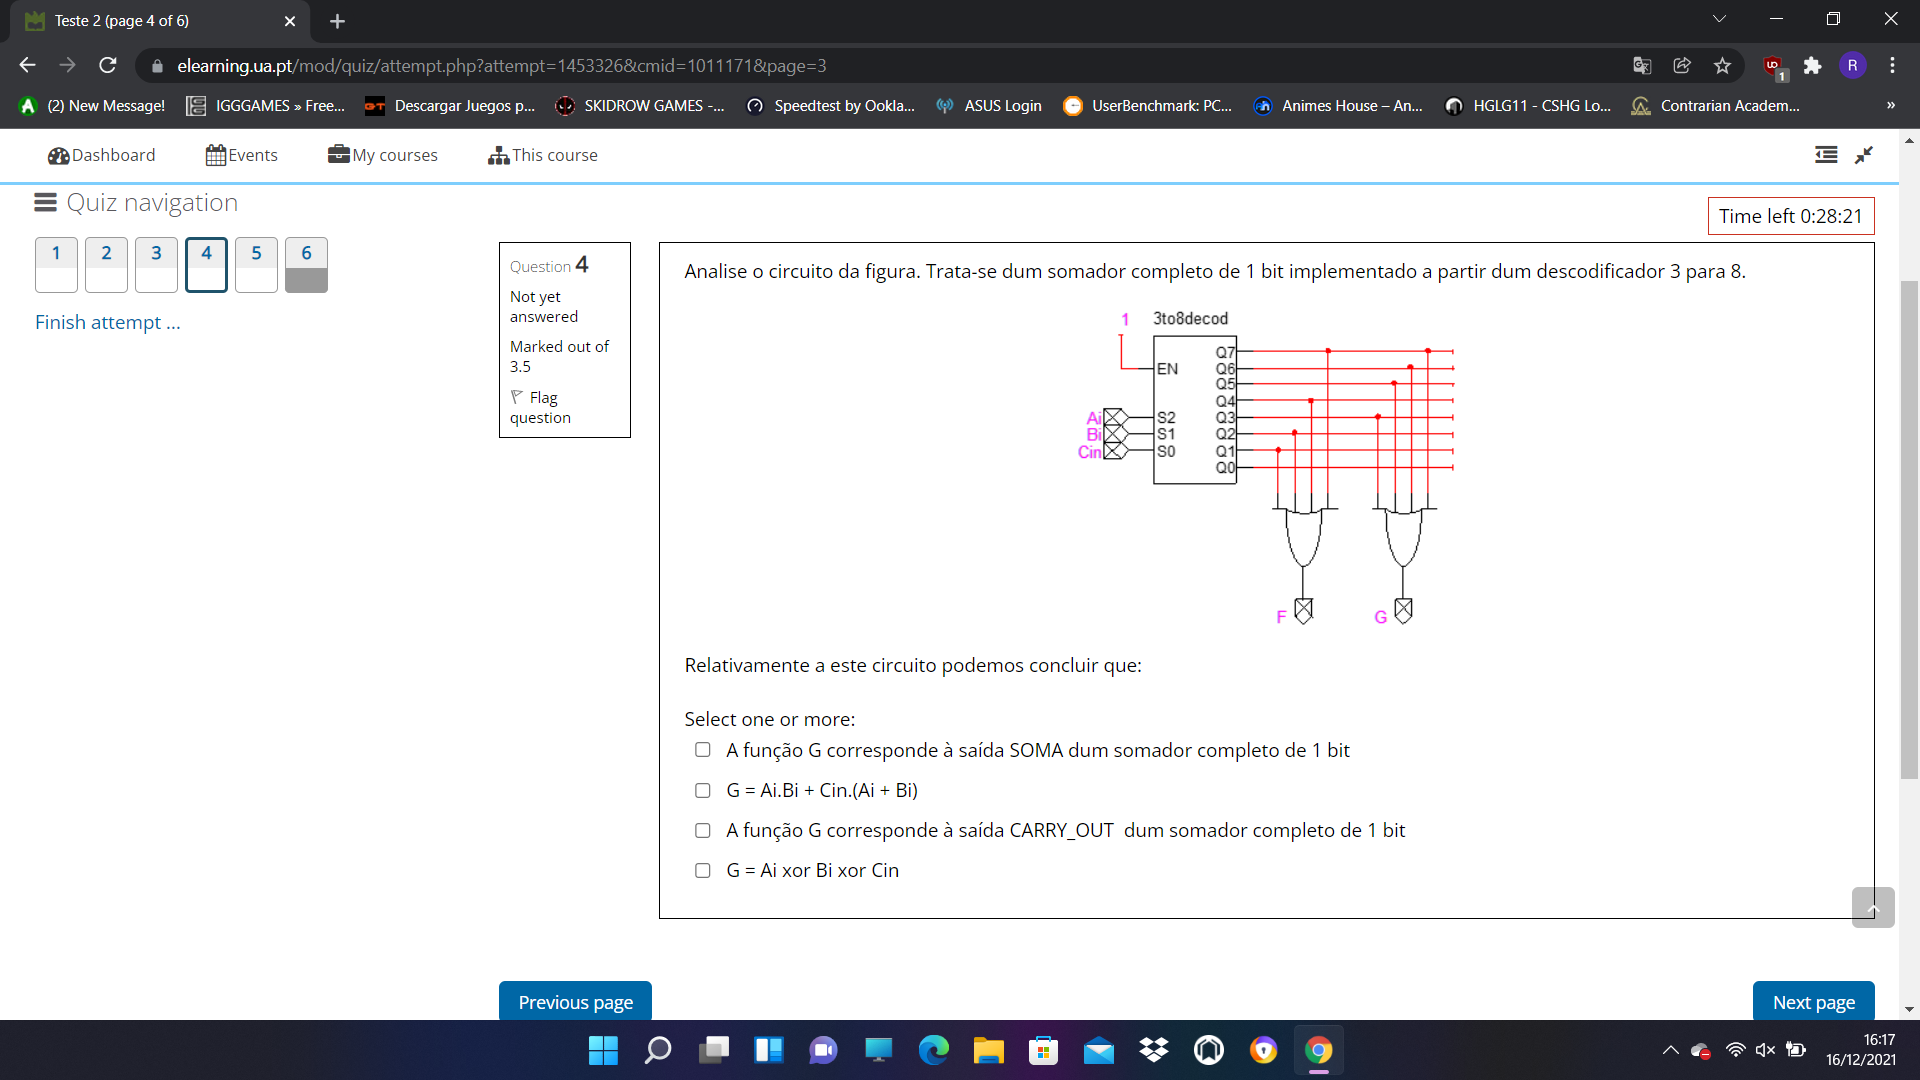 Teste 2 (page 4 of 6)
elearning.ua.pt/mod/quiz/attempt.php?attempt=1453326&cmid=1011171&page=3
(2) New Message!
IGGGAMES » Free...
Descargar Juegos p...
SKIDROW GAMES -...
Speedtest by Ookla...
ASUS Login
UserBenchmark: PC...
Animes House – An...
HGLG11 - CSHG Lo...
Contrarian Academ...
»
UD
1
R
Dashboard
Events
My courses
This course
Quiz navigation
1 2 3 4 5 6
Finish attempt ...
Time left 0:28:21
Question 4
Not yet
answered
Marked out of
3.5
Flag
question
Analise o circuito da figura. Trata-se dum somador completo de 1 bit implementado a partir dum descodificador 3 para 8.
1
3to8decod
EN
Ai
Bi
Cin
S2
S1
S0
Q7
Q6
Q5
Q4
Q3
Q2
Q1
Q0
F
G
Relativamente a este circuito podemos concluir que:
Select one or more:
A função G corresponde à saída SOMA dum somador completo de 1 bit
G = Ai.Bi + Cin.(Ai + Bi)
A função G corresponde à saída CARRY_OUT dum somador completo de 1 bit
G = Ai xor Bi xor Cin
Previous page
Next page
16:17
16/12/2021